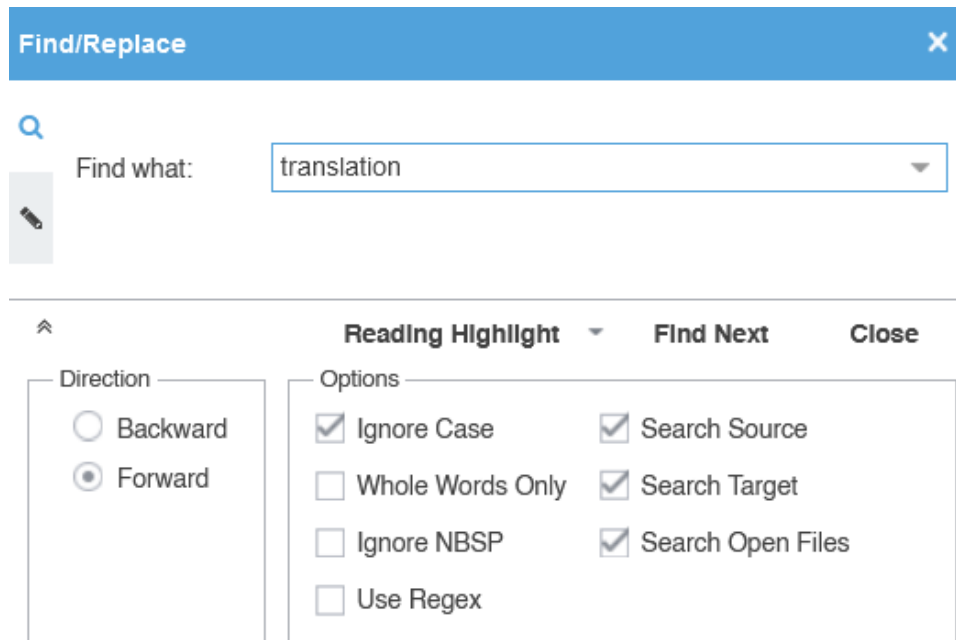 Find/Replace
Find what: translation
Reading Highlight Find Next Close
Direction Options
Backward Ignore Case Search Source
Forward Whole Words Only Search Target
Ignore NBSP Search Open Files
Use Regex